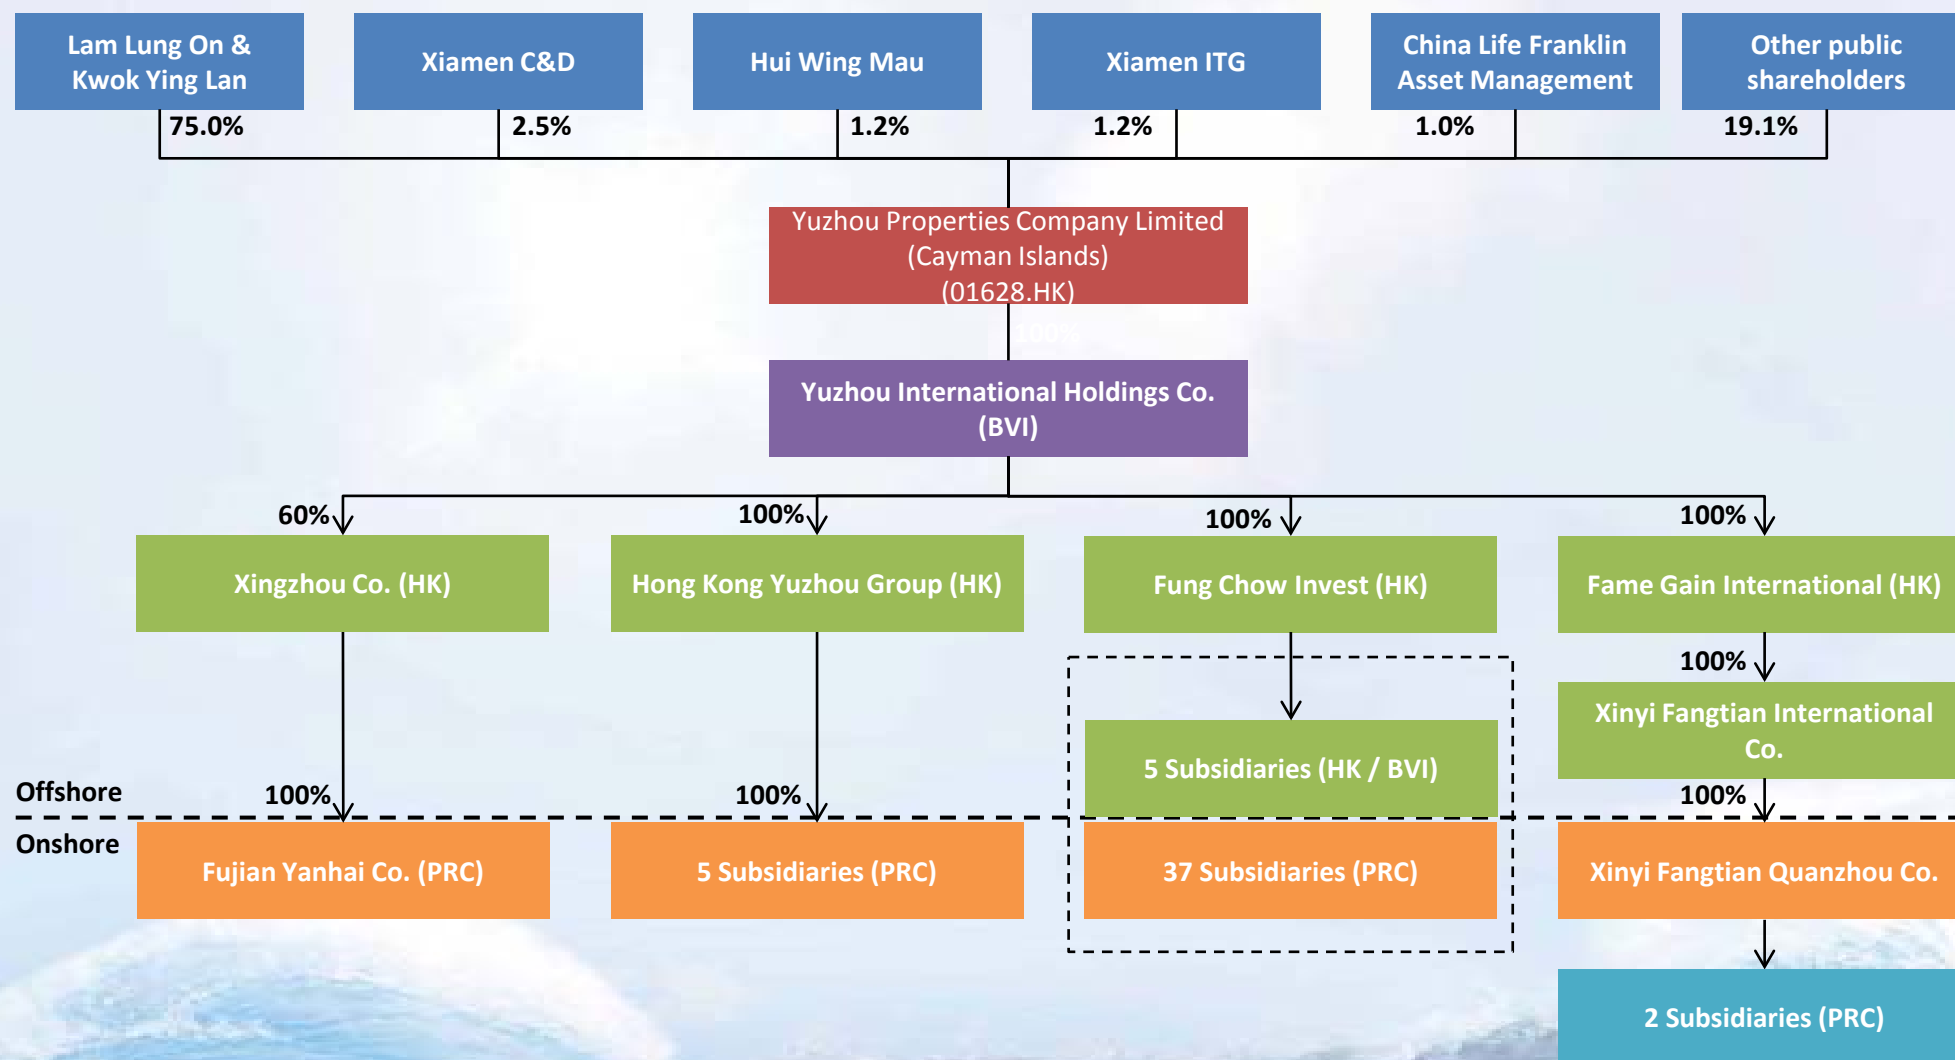 Lam Lung On &
Kwok Ying Lan
Xiamen C&D
Hui Wing Mau
Xiamen ITG
China Life Franklin
Asset Management
Other public
shareholders
75.0%
2.5%
1.2%
1.2%
1.0%
19.1%
Yuzhou Properties Company Limited
(Cayman Islands)
(01628.HK)
100%
Yuzhou International Holdings Co.
(BVI)
60%
100%
100%
100%
Xingzhou Co. (HK)
Hong Kong Yuzhou Group (HK)
Fung Chow Invest (HK)
Fame Gain International (HK)
100%
Xinyi Fangtian International
Co.
5 Subsidiaries (HK / BVI)
Offshore
100%
100%
100%
Onshore
Fujian Yanhai Co. (PRC)
5 Subsidiaries (PRC)
37 Subsidiaries (PRC)
Xinyi Fangtian Quanzhou Co.
2 Subsidiaries (PRC)